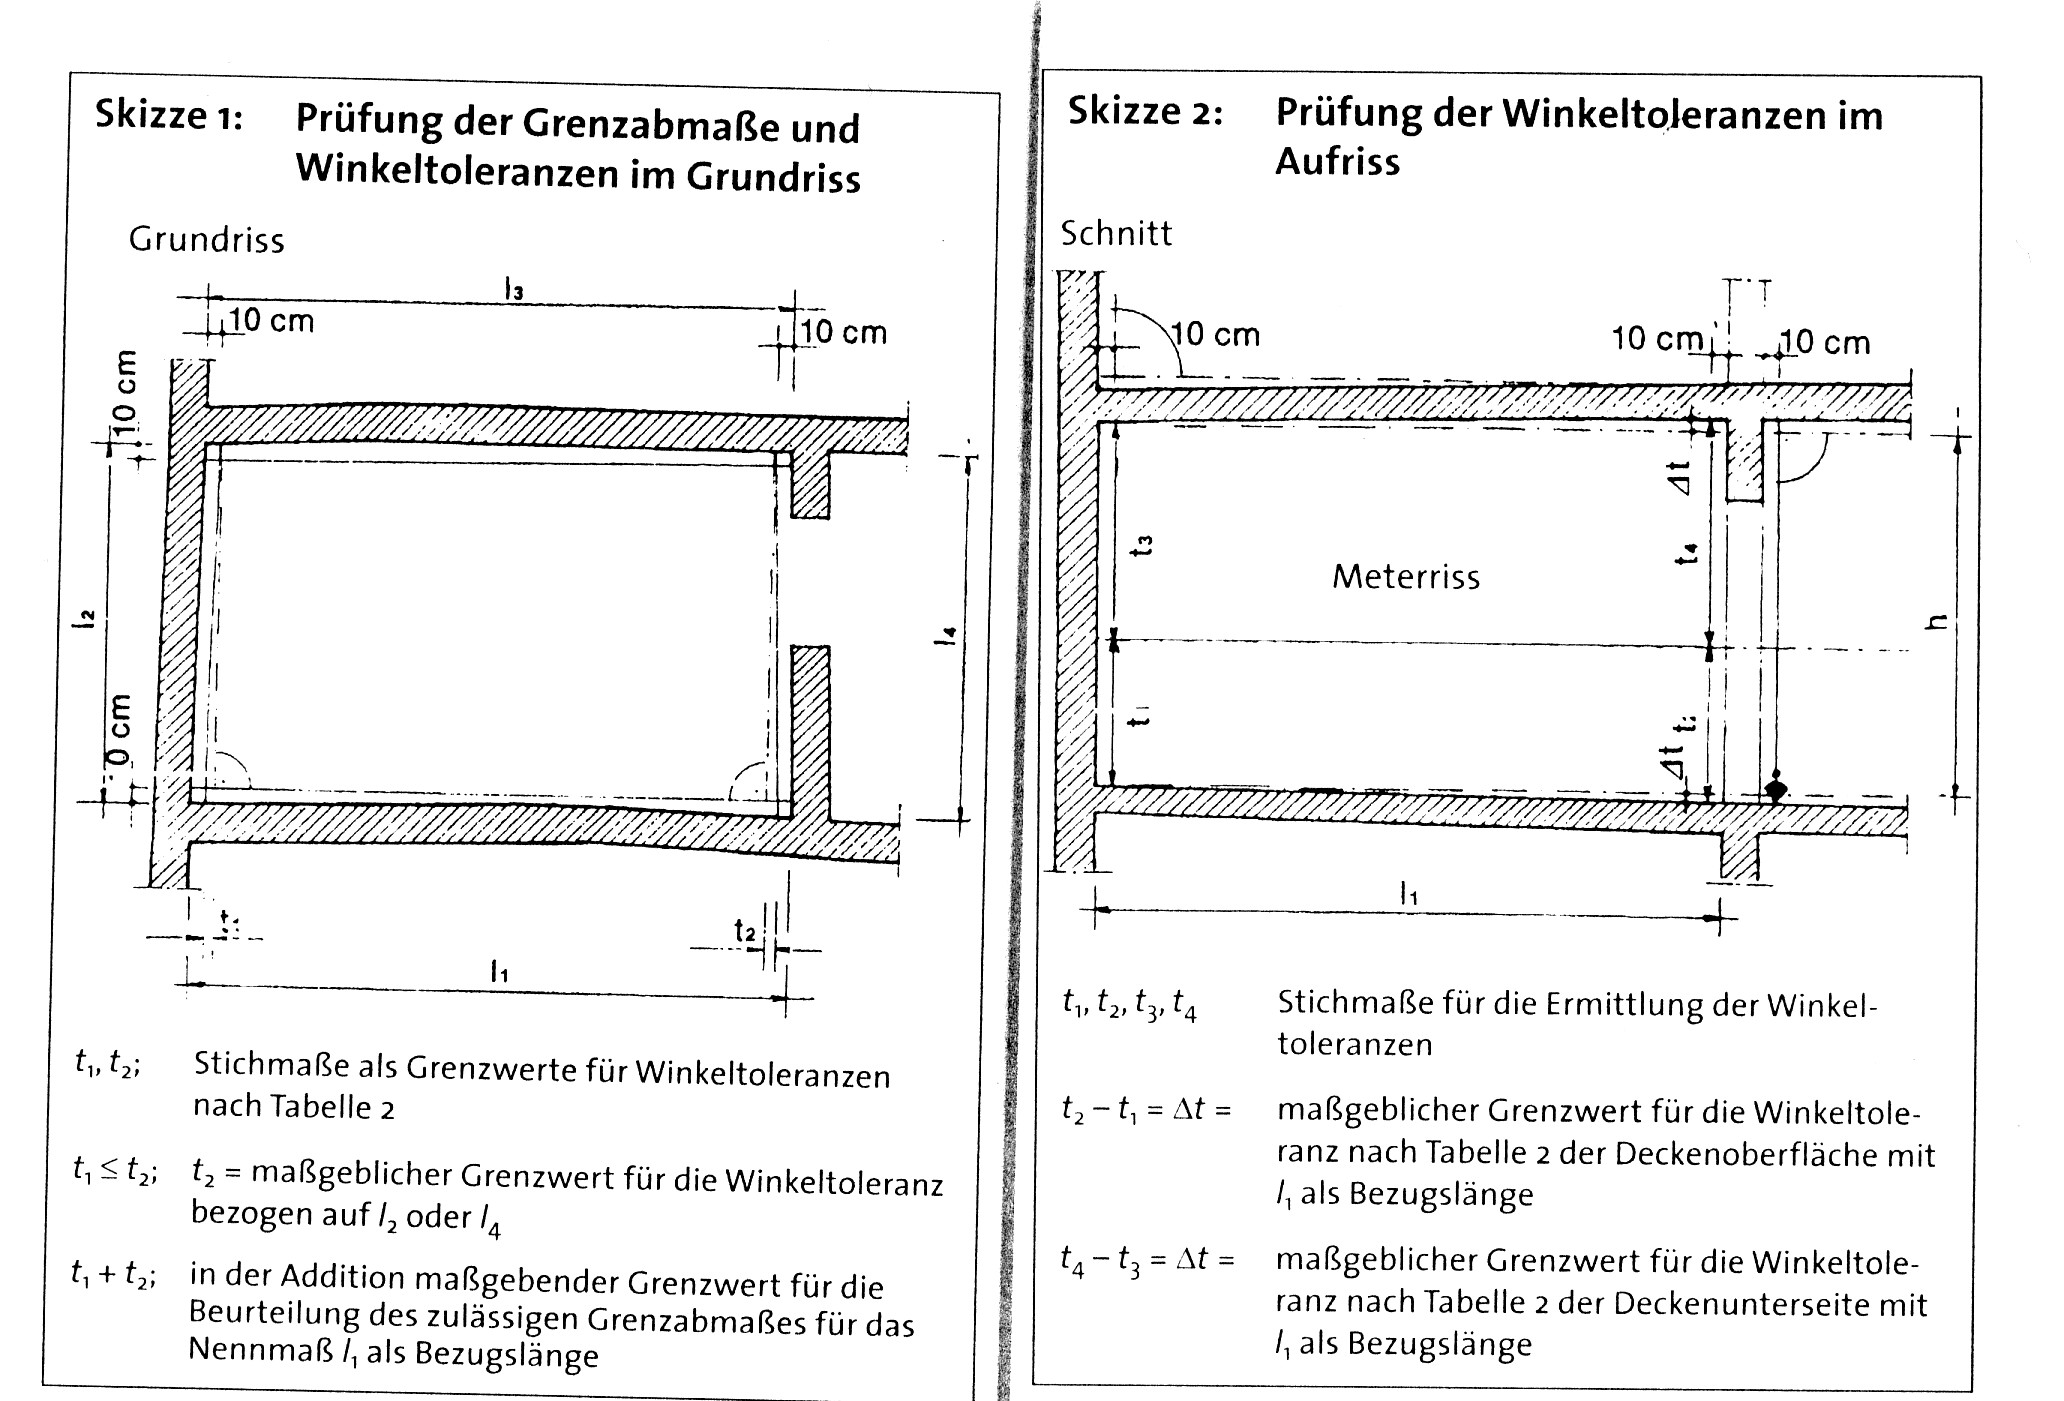 Skizze 1: Prüfung der Grenzabmaße und
Winkeltoleranzen im Grundriss
Grundriss
l3
10 cm
10 cm
10 cm
l2
l4
0 cm
t2
l1
t1, t2; Stichmaße als Grenzwerte für Winkeltoleranzen
nach Tabelle 2
t1 ≤ t2; t2 = maßgeblicher Grenzwert für die Winkeltoleranz
bezogen auf l2 oder l4
t1 + t2; in der Addition maßgebender Grenzwert für die
Beurteilung des zulässigen Grenzabmaßes für das
Nennmaß l1 als Bezugslänge
Skizze 2: Prüfung der Winkeltoleranzen im
Aufriss
Schnitt
10 cm
10 cm
10 cm
Δt
t3
t4
Meterriss
h
Δt
l1
t1, t2, t3, t4 Stichmaße für die Ermittlung der Winkel-
toleranzen
t2 – t1 = Δt = maßgeblicher Grenzwert für die Winkeltole-
ranz nach Tabelle 2 der Deckenoberfläche mit
l1 als Bezugslänge
t4 – t3 = Δt = maßgeblicher Grenzwert für die Winkeltole-
ranz nach Tabelle 2 der Deckenunterseite mit
l1 als Bezugslänge